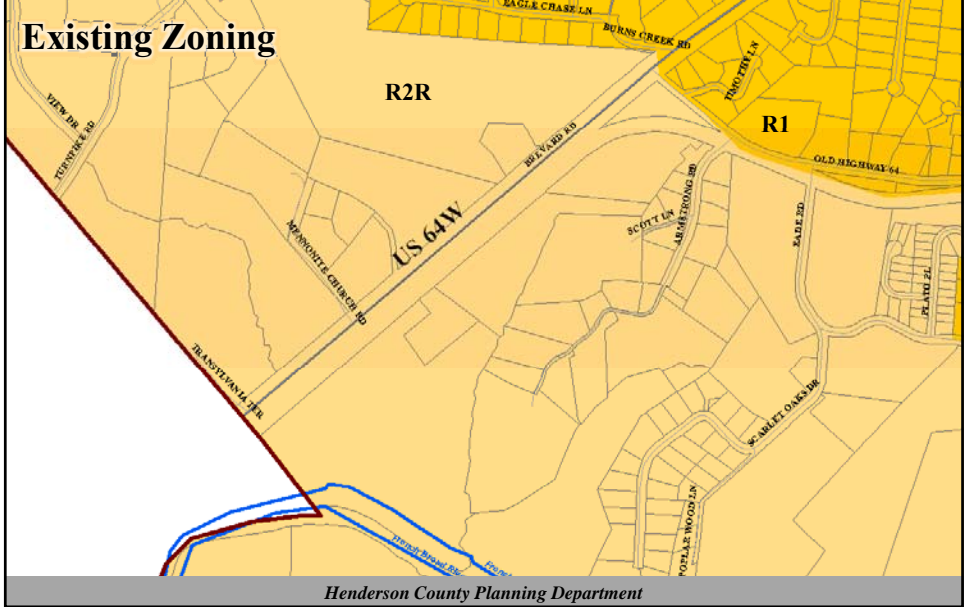 Existing Zoning
EAGLE CHASE LN
BURNS CREEK RD
TIMOTHY LN
VIEW DR
TURNPIKE RD
R2R
R1
BREVARD RD
OLD HIGHWAY 64
ARMSTRONG RD
SCOTT LN
EADE RD
MENNONITE CHURCH RD
US 64W
PLATO PL
TRANSYLVANIA TER
SCARLET OAKS DR
POPLAR WOOD LN
French Broad
Henderson County Planning Department